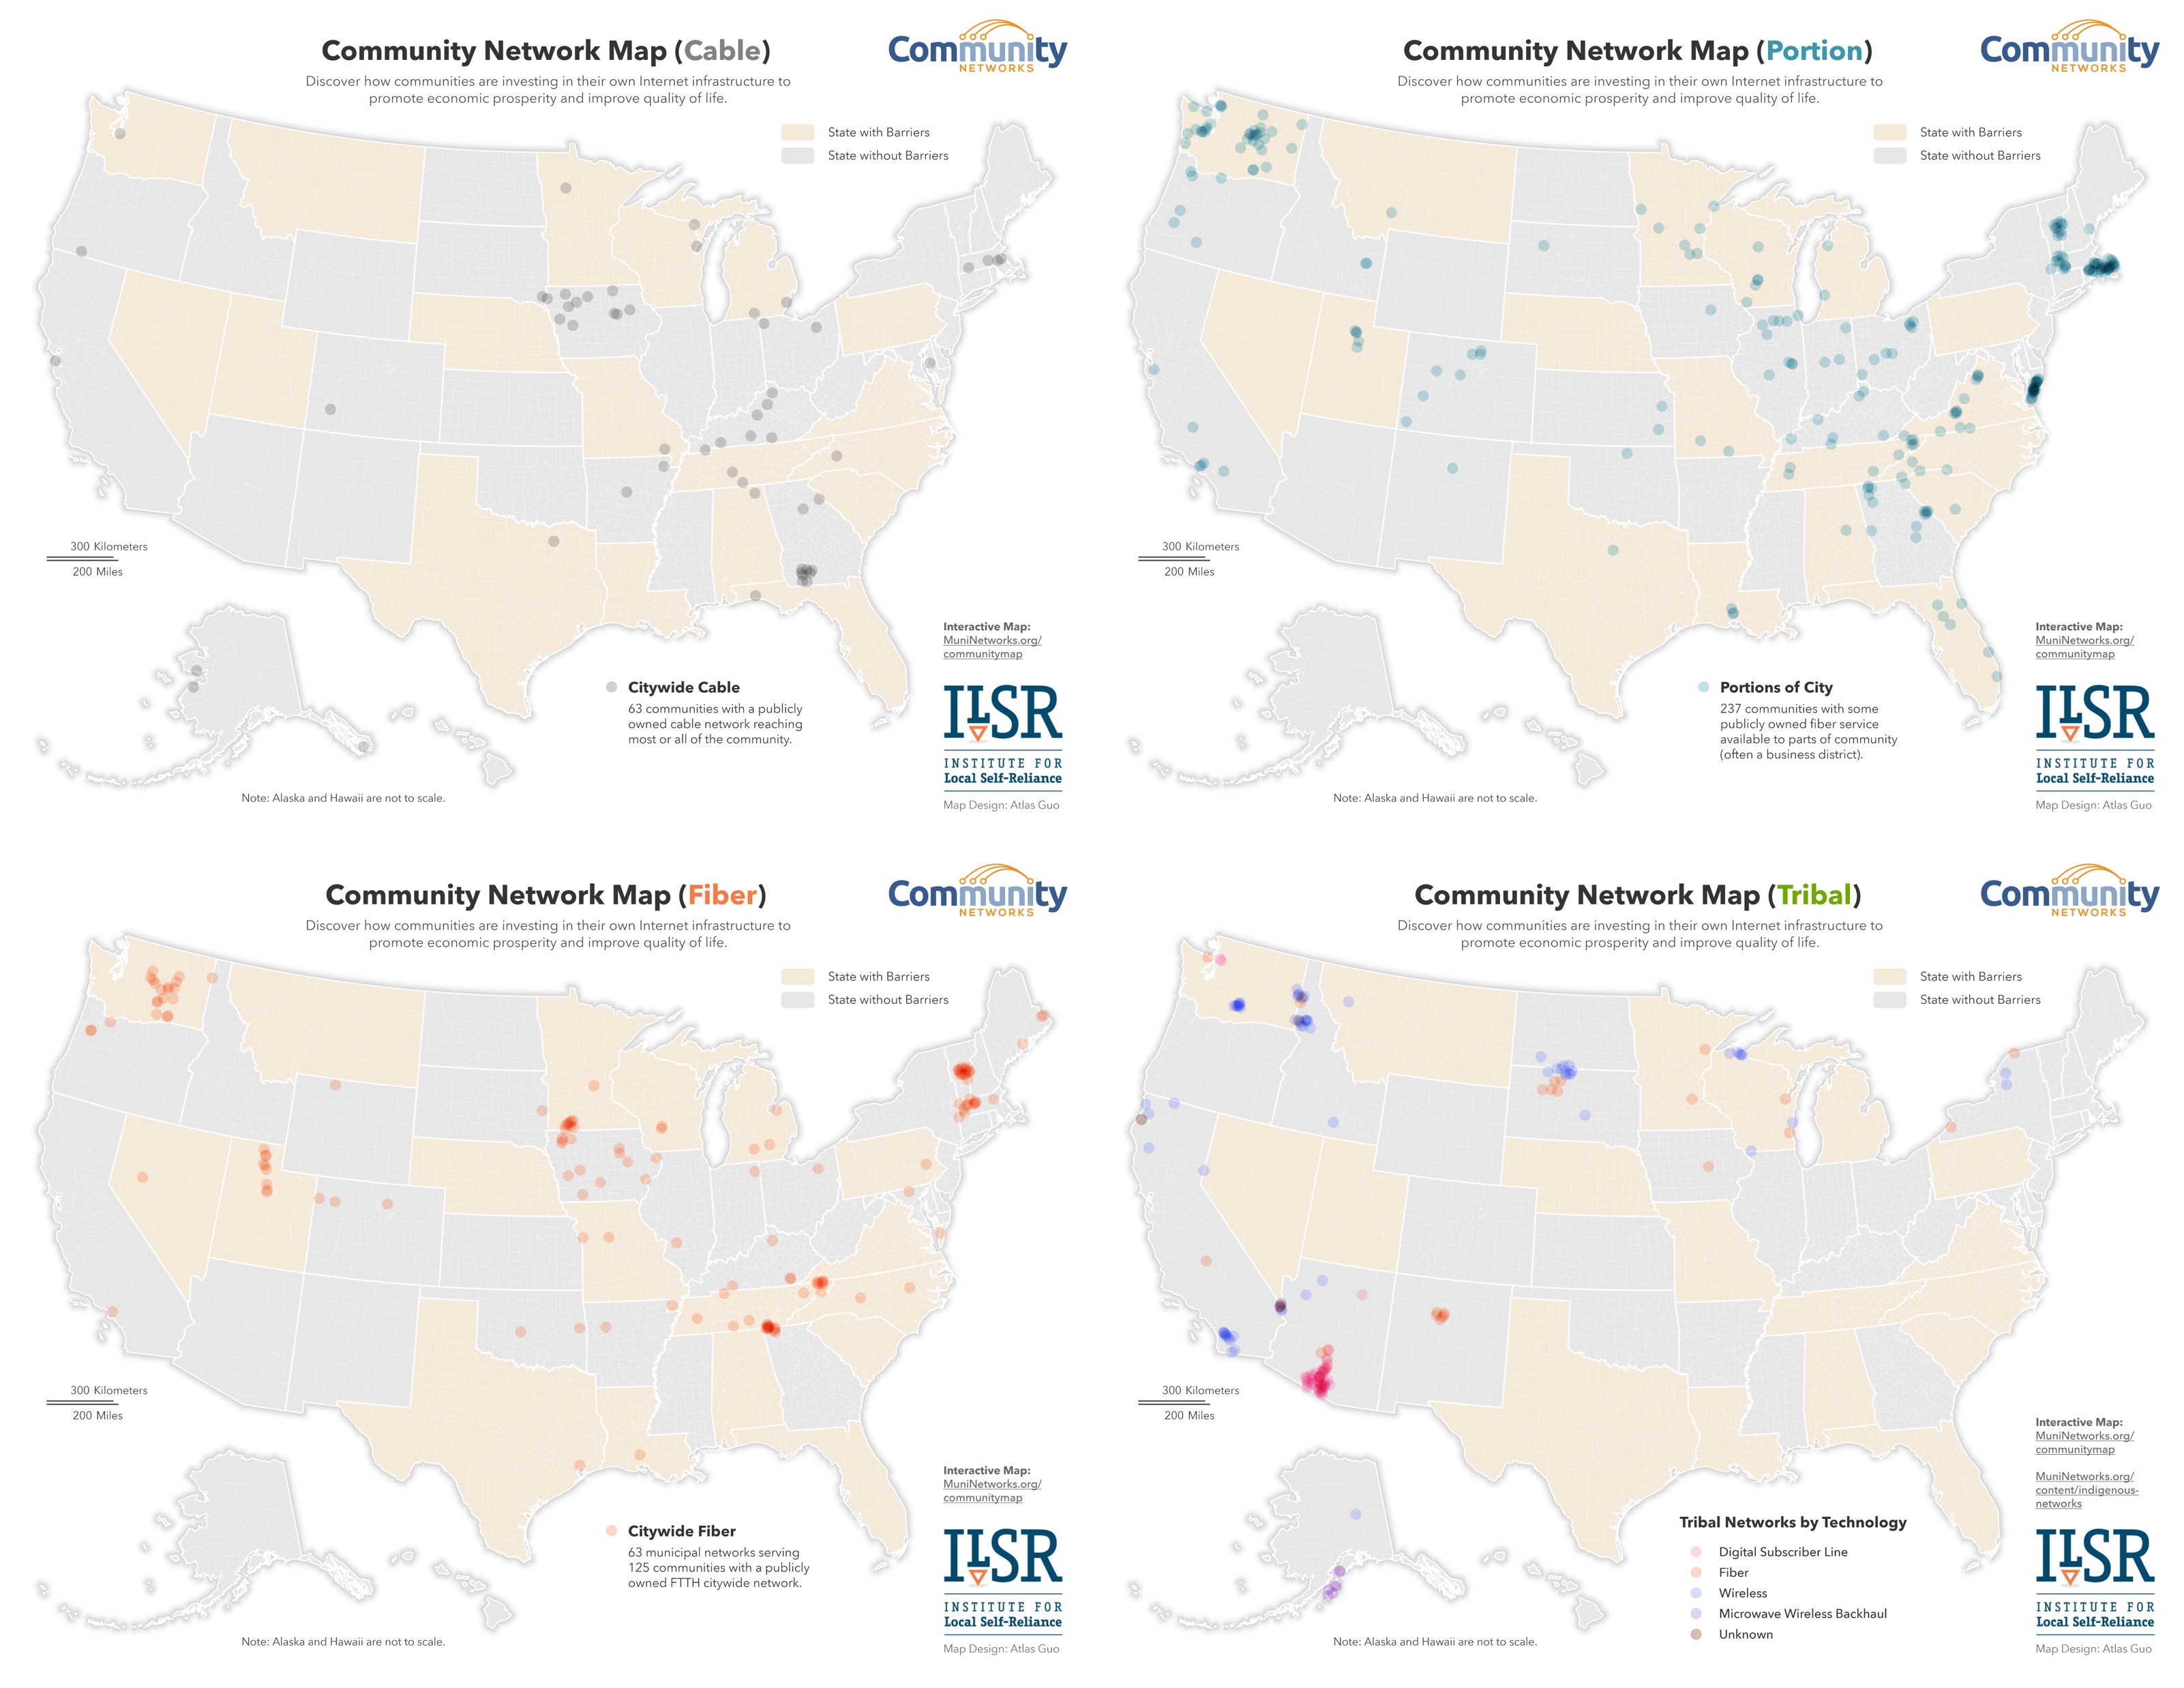 Community Network Map (Cable)
Discover how communities are investing in their own Internet infrastructure to
promote economic prosperity and improve quality of life.
Community
NETWORKS
State with Barriers
State without Barriers
300 Kilometers
200 Miles
Interactive Map:
MuniNetworks.org/
communitymap
Citywide Cable
63 communities with a publicly
owned cable network reaching
most or all of the community.
ILSR
INSTITUTE FOR
Local Self-Reliance
Note: Alaska and Hawaii are not to scale.
Map Design: Atlas Guo
Community Network Map (Portion)
Discover how communities are investing in their own Internet infrastructure to
promote economic prosperity and improve quality of life.
Community
NETWORKS
State with Barriers
State without Barriers
300 Kilometers
200 Miles
Interactive Map:
MuniNetworks.org/
communitymap
Portions of City
237 communities with some
publicly owned fiber service
available to parts of community
(often a business district).
ILSR
INSTITUTE FOR
Local Self-Reliance
Note: Alaska and Hawaii are not to scale.
Map Design: Atlas Guo
Community Network Map (Fiber)
Discover how communities are investing in their own Internet infrastructure to
promote economic prosperity and improve quality of life.
Community
NETWORKS
State with Barriers
State without Barriers
300 Kilometers
200 Miles
Interactive Map:
MuniNetworks.org/
communitymap
Citywide Fiber
63 municipal networks serving
125 communities with a publicly
owned FTTH citywide network.
ILSR
INSTITUTE FOR
Local Self-Reliance
Note: Alaska and Hawaii are not to scale.
Map Design: Atlas Guo
Community Network Map (Tribal)
Discover how communities are investing in their own Internet infrastructure to
promote economic prosperity and improve quality of life.
Community
NETWORKS
State with Barriers
State without Barriers
300 Kilometers
200 Miles
Interactive Map:
MuniNetworks.org/
communitymap
MuniNetworks.org/
content/indigenous-
networks
Tribal Networks by Technology
Digital Subscriber Line
Fiber
Wireless
Microwave Wireless Backhaul
Unknown
ILSR
INSTITUTE FOR
Local Self-Reliance
Note: Alaska and Hawaii are not to scale.
Map Design: Atlas Guo